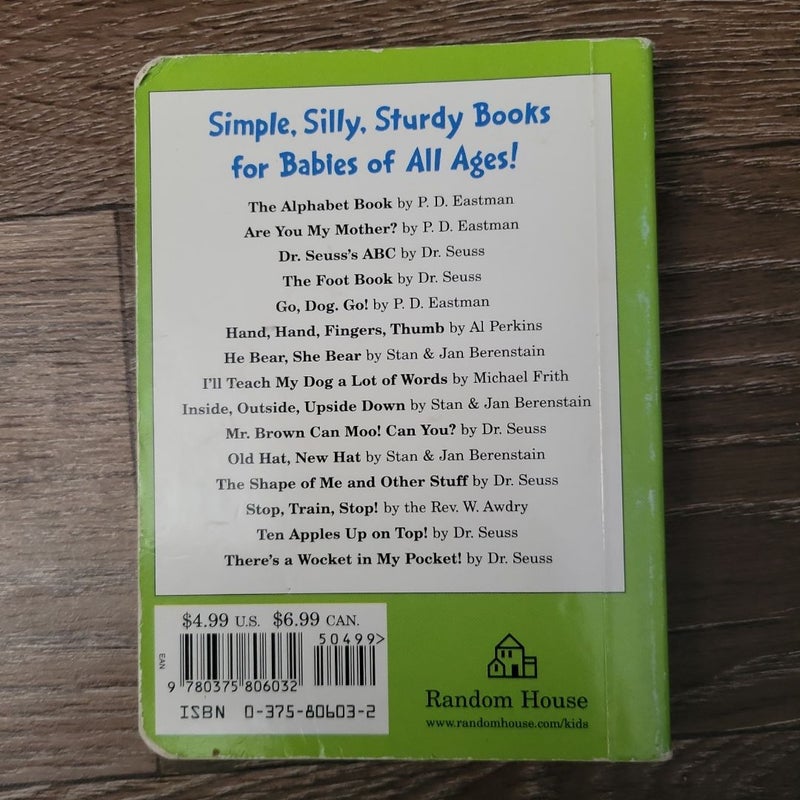 Simple, Silly, Sturdy Books
for Babies of All Ages!
The Alphabet Book by P. D. Eastman
Are You My Mother? by P. D. Eastman
Dr. Seuss's ABC by Dr. Seuss
The Foot Book by Dr. Seuss
Go, Dog. Go! by P. D. Eastman
Hand, Hand, Fingers, Thumb by Al Perkins
He Bear, She Bear by Stan & Jan Berenstain
I'll Teach My Dog a Lot of Words by Michael Frith
Inside, Outside, Upside Down by Stan & Jan Berenstain
Mr. Brown Can Moo! Can You? by Dr. Seuss
Old Hat, New Hat by Stan & Jan Berenstain
The Shape of Me and Other Stuff by Dr. Seuss
Stop, Train, Stop! by the Rev. W. Awdry
Ten Apples Up on Top! by Dr. Seuss
There's a Wocket in My Pocket! by Dr. Seuss
$4.99 U.S. $6.99 CAN.
50499>
EAN
9 780375 806032
ISBN 0-375-80603-2
Random House
www.randomhouse.com/kids